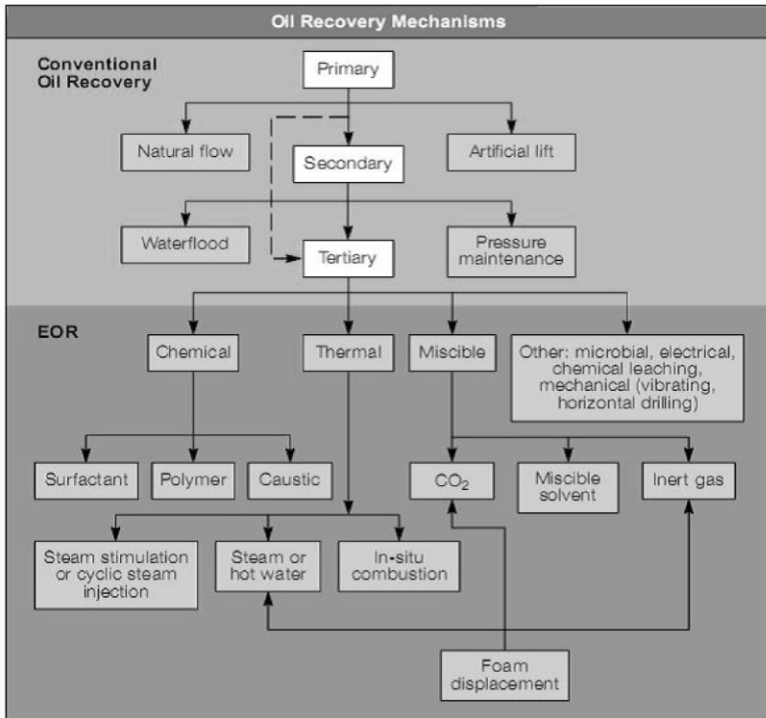 Oil Recovery Mechanisms
Conventional
Oil Recovery
Primary
Natural flow
Secondary
Artificial lift
Waterflood
Tertiary
Pressure
maintenance
EOR
Chemical
Thermal
Miscible
Other: microbial, electrical,
chemical leaching,
mechanical (vibrating,
horizontal drilling)
Surfactant
Polymer
Caustic
CO₂
Miscible
solvent
Inert gas
Steam stimulation
or cyclic steam
injection
Steam or
hot water
In-situ
combustion
Foam
displacement